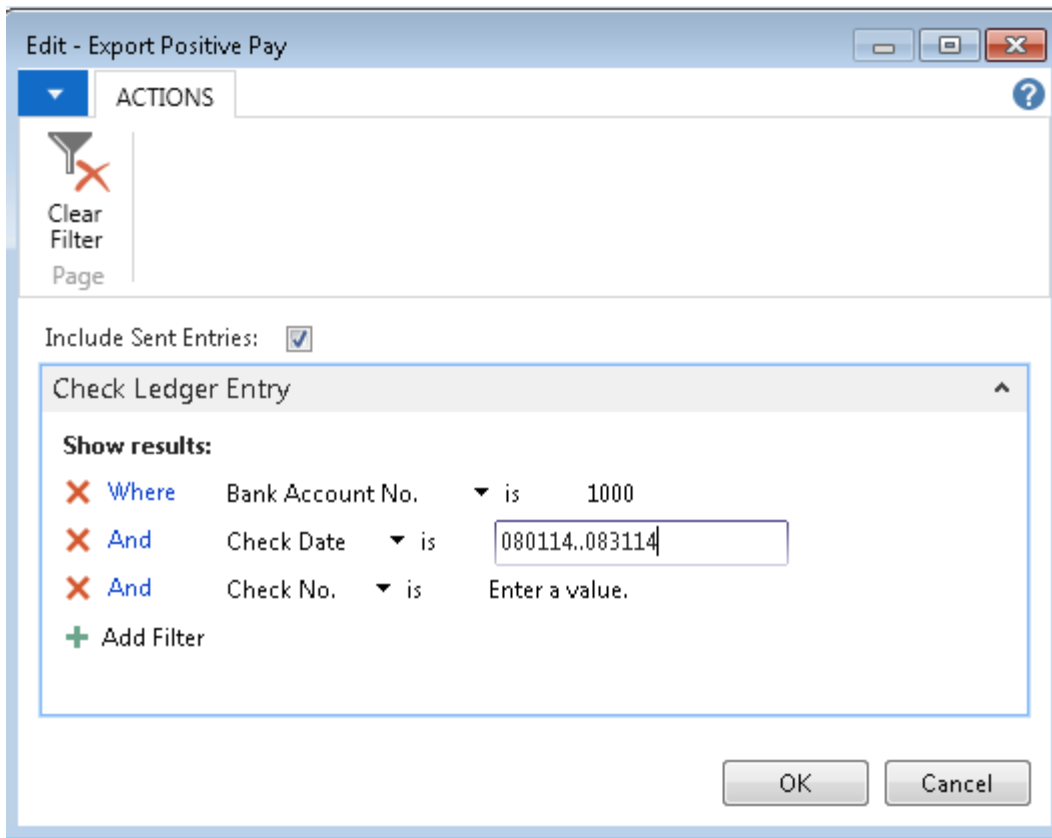 Edit - Export Positive Pay
ACTIONS
Clear
Filter
Page
Include Sent Entries:
Check Ledger Entry
Show results:
Where Bank Account No. is 1000
And Check Date is 080114..083114
And Check No. is Enter a value.
Add Filter
OK Cancel